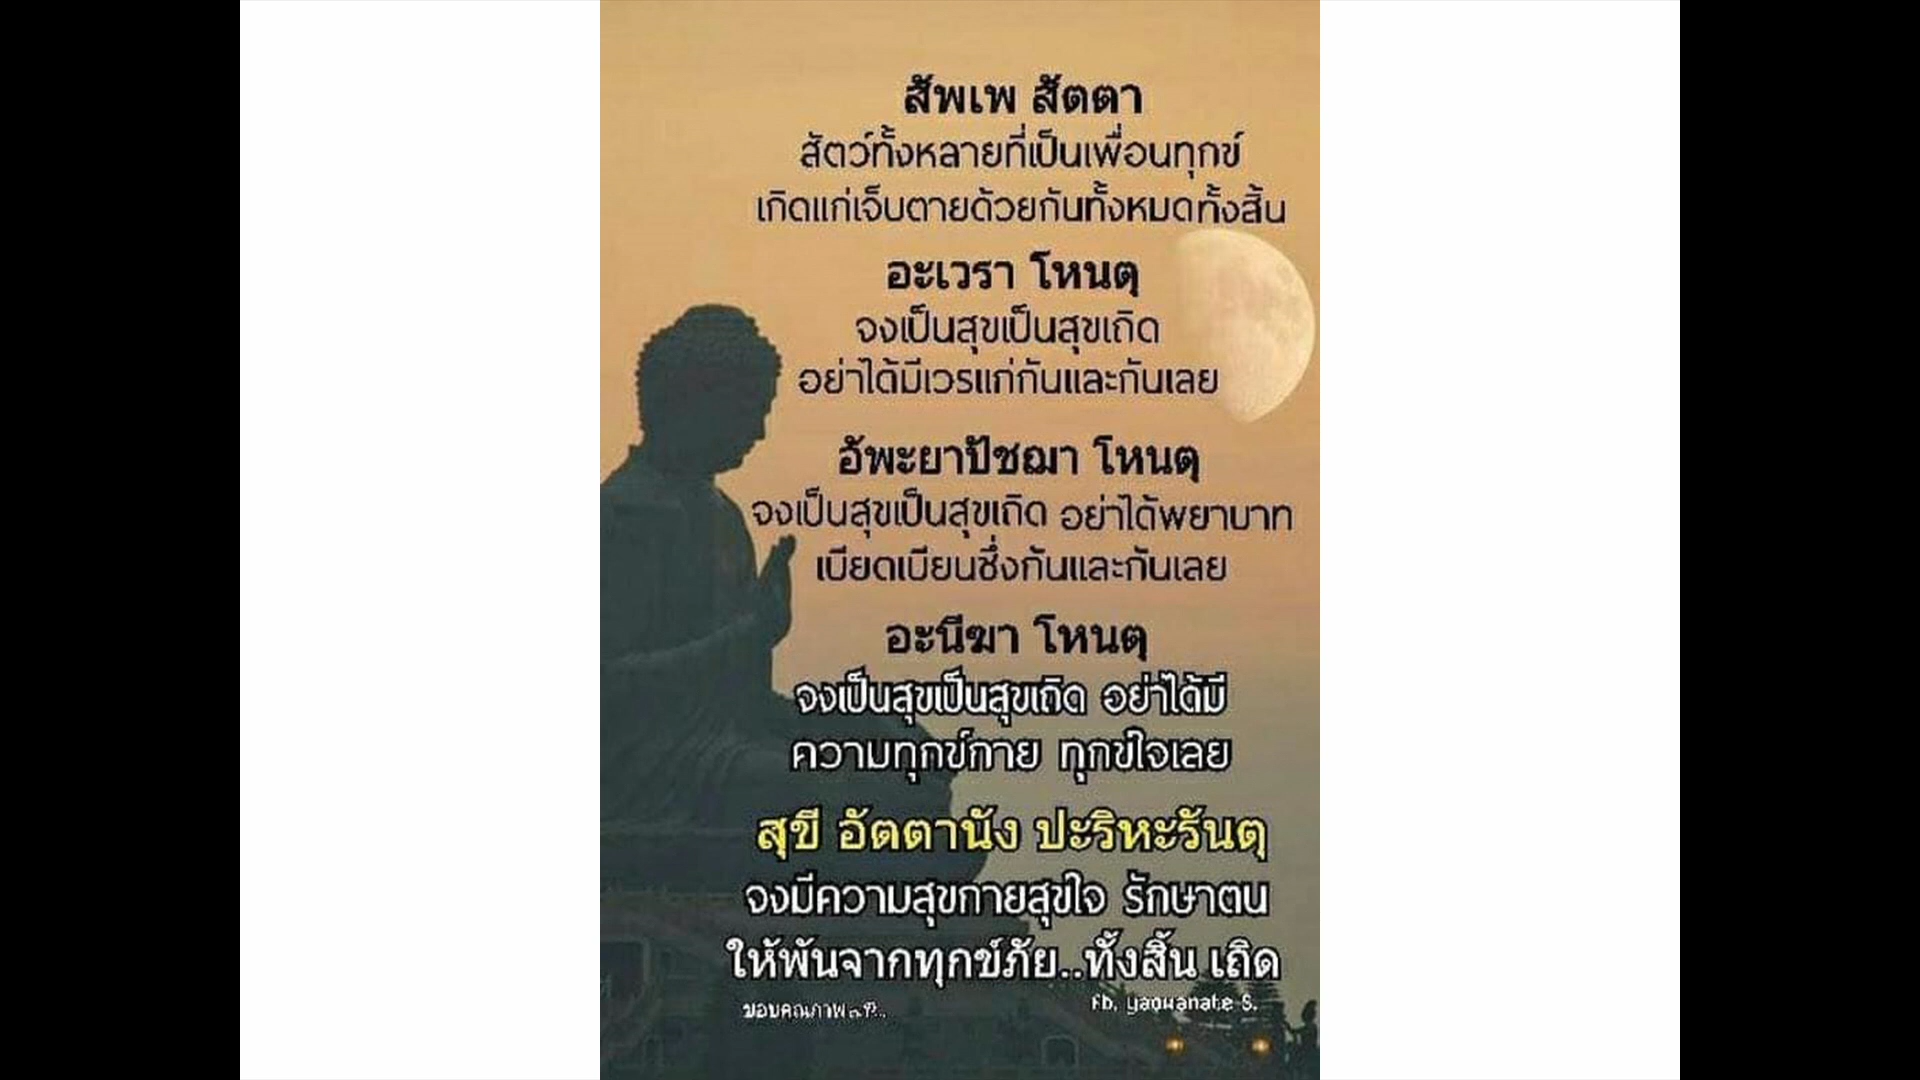 สัพเพ สัตตา
สัตว์ทั้งหลายที่เป็นเพื่อนทุกข์
เกิดแก่เจ็บตายด้วยกันทั้งหมดทั้งสิ้น
อะเวรา โหนตุ
จงเป็นสุขเป็นสุขเถิด
อย่าได้มีเวรแก่กันและกันเลย
อัพะยาปัชฌา โหนตุ
จงเป็นสุขเป็นสุขเถิด อย่าได้พยาบาท
เบียดเบียนซึ่งกันและกันเลย
อะนีฆา โหนตุ
จงเป็นสุขเป็นสุขเถิด อย่าได้มี
ความทุกข์กาย ทุกข์ใจเลย
สุขี อัตตานัง ปะริหะรันตุ
จงมีความสุขกายสุขใจ รักษาตน
ให้พ้นจากทุกข์ภัย..ทั้งสิ้น เถิด
Fb. yaowanate S.